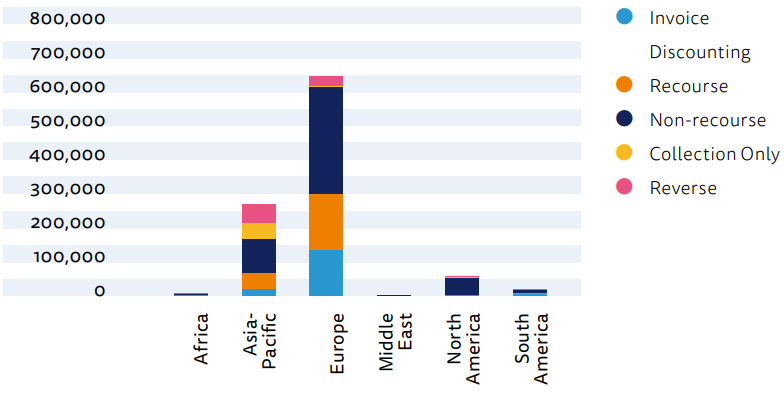 800,000
700,000
600,000
500,000
400,000
300,000
200,000
100,000
0
Africa
Asia-
Pacific
Europe
Middle
East
North
America
South
America
Invoice
Discounting
Recourse
Non-recourse
Collection Only
Reverse